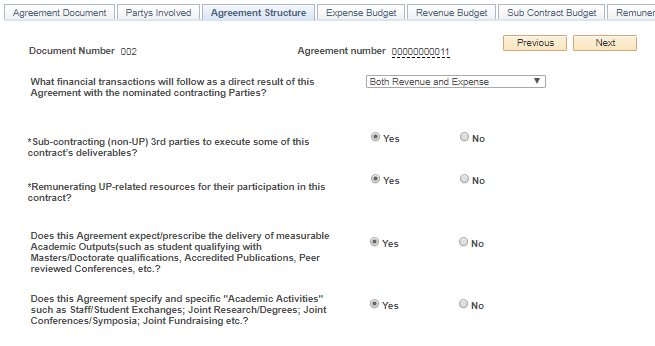 Agreement Document Partys Involved Agreement Structure Expense Budget Revenue Budget Sub Contract Budget Remuner
Document Number 002 Agreement number 00000000011 Previous Next
What financial transactions will follow as a direct result of this
Agreement with the nominated contracting Parties?
Both Revenue and Expense
*Sub-contracting (non-UP) 3rd parties to execute some of this
contract's deliverables?
Yes No
*Remunerating UP-related resources for their participation in this
contract?
Yes No
Does this Agreement expect/prescribe the delivery of measurable
Academic Outputs(such as student qualifying with
Masters/Doctorate qualifications, Accredited Publications, Peer
reviewed Conferences, etc.?
Yes No
Does this Agreement specify and specific "Academic Activities"
such as Staff/Student Exchanges; Joint Research/Degrees; Joint
Conferences/Symposia; Joint Fundraising etc.?
Yes No